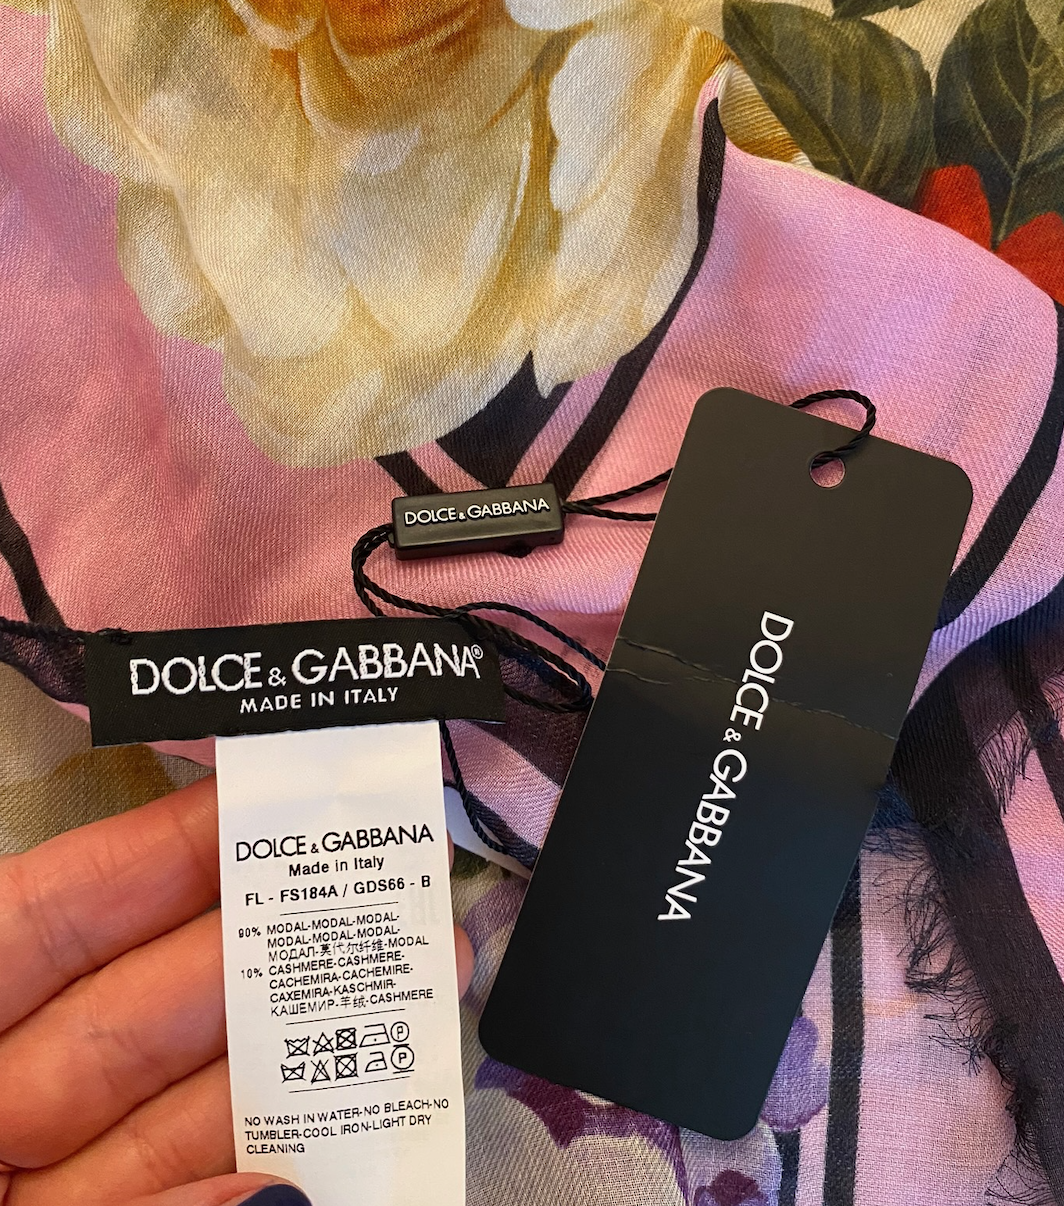 DOLCE & GABBANA
DOLCE & GABBANA
DOLCE & GABBANA®
MADE IN ITALY
DOLCE & GABBANA
Made in Italy
FL - FS184A / GDS66 - B
90% MODAL-MODAL-MODAL-
MODAL-MODAL-MODAL-
МОДАЛ-莫代尔纤维-MODAL
10% CASHMERE-CASHMERE-
CACHEMIRA-CACHEMIRE-
CAXEMIRA-KASCHMIR-
КАШЕМИР-羊绒-CASHMERE
P
P
NO WASH IN WATER-NO BLEACH-NO
TUMBLER-COOL IRON-LIGHT DRY
CLEANING